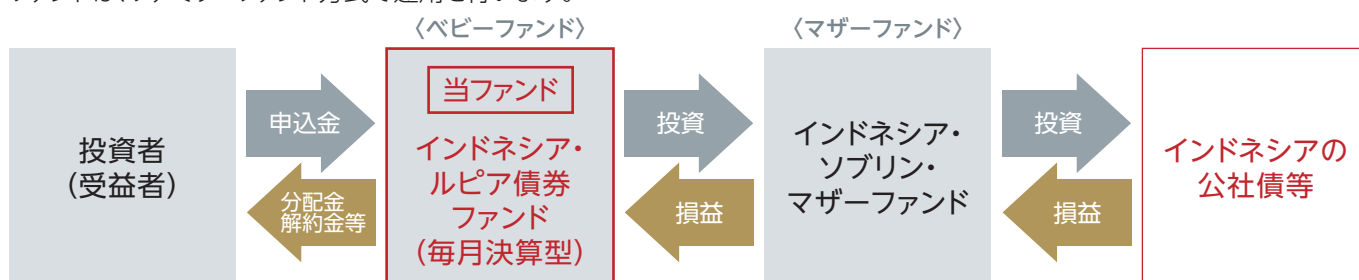 〈ベビーファンド〉
〈マザーファンド〉
投資者
(受益者)
申込金
分配金
解約金等
当ファンド
インドネシア・
ルピア債券
ファンド
(毎月決算型)
投資
損益
インドネシア・
ソブリン・
マザーファンド
投資
損益
インドネシアの
公社債等